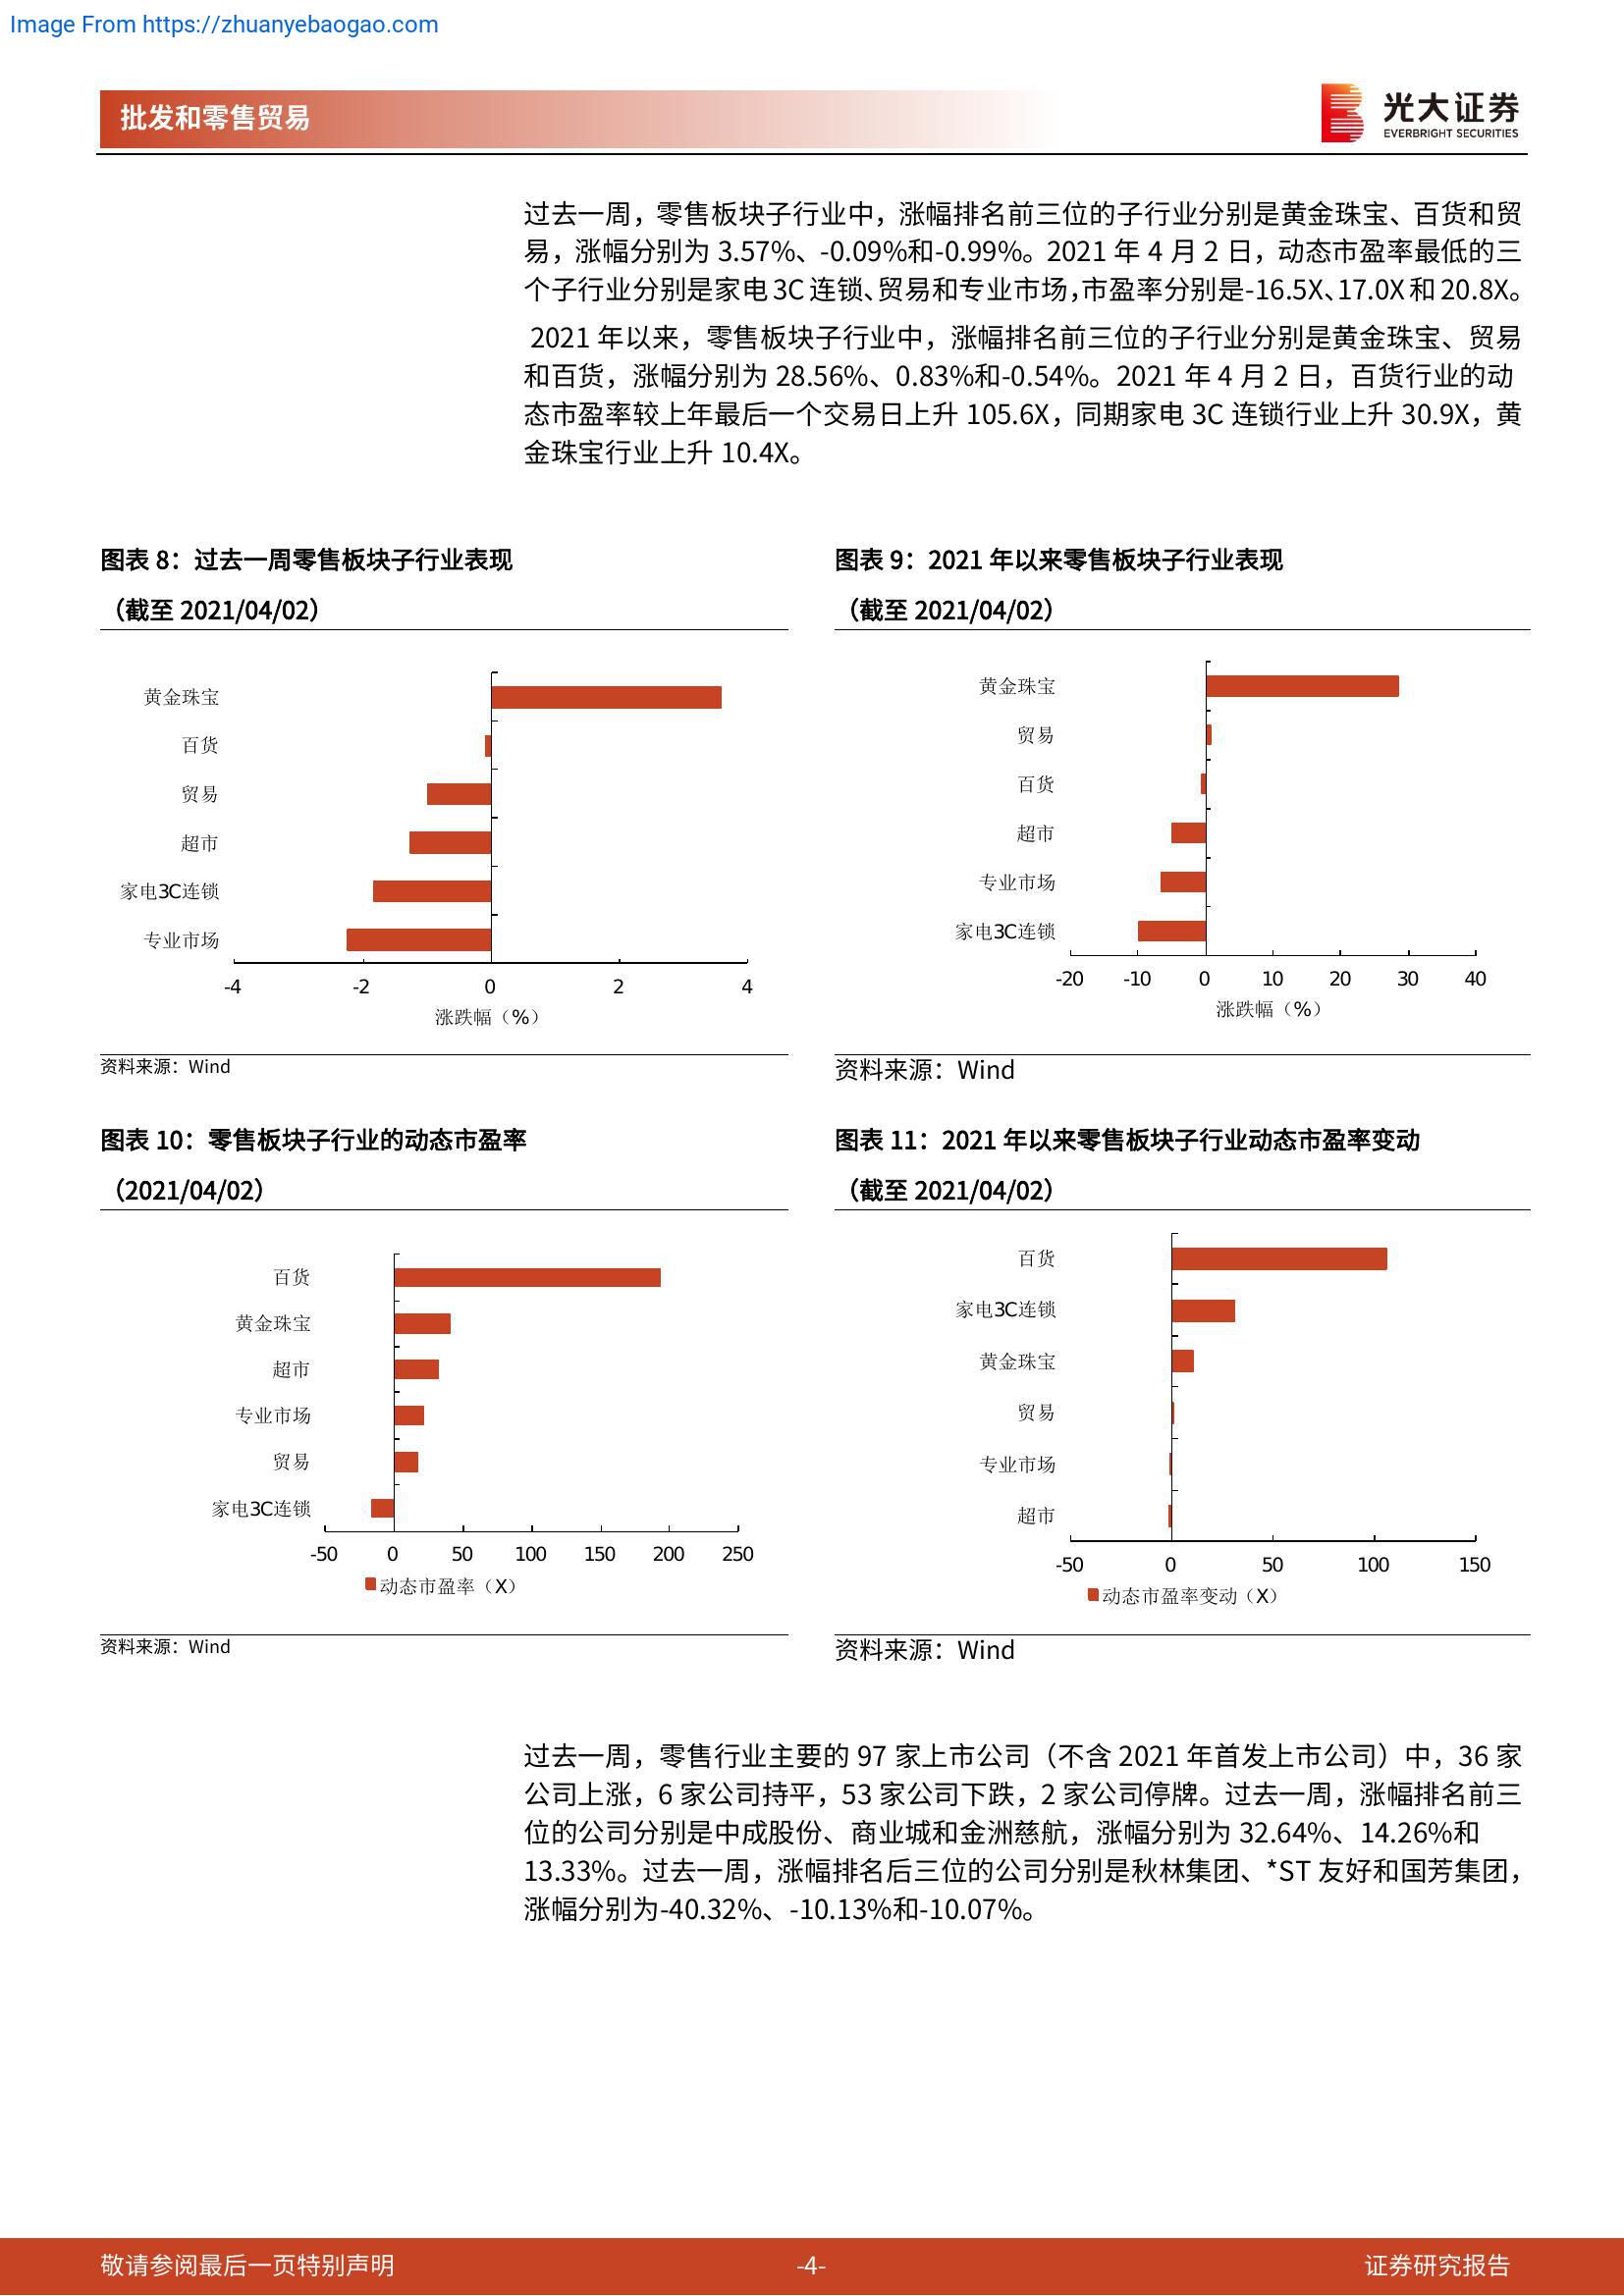 Image From https://zhuanyebaogao.com
批发和零售贸易
光大证券
EVERBRIGHT SECURITIES
过去一周，零售板块子行业中，涨幅排名前三位的子行业分别是黄金珠宝、百货和贸
易，涨幅分别为 3.57%、-0.09%和-0.99%。2021 年 4 月 2 日，动态市盈率最低的三
个子行业分别是家电 3C 连锁、贸易和专业市场，市盈率分别是-16.5X、17.0X 和 20.8X。
2021 年以来，零售板块子行业中，涨幅排名前三位的子行业分别是黄金珠宝、贸易
和百货，涨幅分别为 28.56%、0.83%和-0.54%。2021 年 4 月 2 日，百货行业的动
态市盈率较上年最后一个交易日上升 105.6X，同期家电 3C 连锁行业上升 30.9X，黄
金珠宝行业上升 10.4X。
图表 8：过去一周零售板块子行业表现
（截至 2021/04/02）
黄金珠宝
百货
贸易
超市
家电3C连锁
专业市场
-4 -2 0 2 4
涨跌幅（%）
资料来源：Wind
图表 9：2021 年以来零售板块子行业表现
（截至 2021/04/02）
黄金珠宝
贸易
百货
超市
专业市场
家电3C连锁
-20 -10 0 10 20 30 40
涨跌幅（%）
资料来源：Wind
图表 10：零售板块子行业的动态市盈率
（2021/04/02）
百货
黄金珠宝
超市
专业市场
贸易
家电3C连锁
-50 0 50 100 150 200 250
动态市盈率（X）
资料来源：Wind
图表 11：2021 年以来零售板块子行业动态市盈率变动
（截至 2021/04/02）
百货
家电3C连锁
黄金珠宝
贸易
专业市场
超市
-50 0 50 100 150
动态市盈率变动（X）
资料来源：Wind
过去一周，零售行业主要的 97 家上市公司（不含 2021 年首发上市公司）中，36 家
公司上涨，6 家公司持平，53 家公司下跌，2 家公司停牌。过去一周，涨幅排名前三
位的公司分别是中成股份、商业城和金洲慈航，涨幅分别为 32.64%、14.26%和
13.33%。过去一周，涨幅排名后三位的公司分别是秋林集团、*ST 友好和国芳集团，
涨幅分别为-40.32%、-10.13%和-10.07%。
敬请参阅最后一页特别声明
-4-
证券研究报告